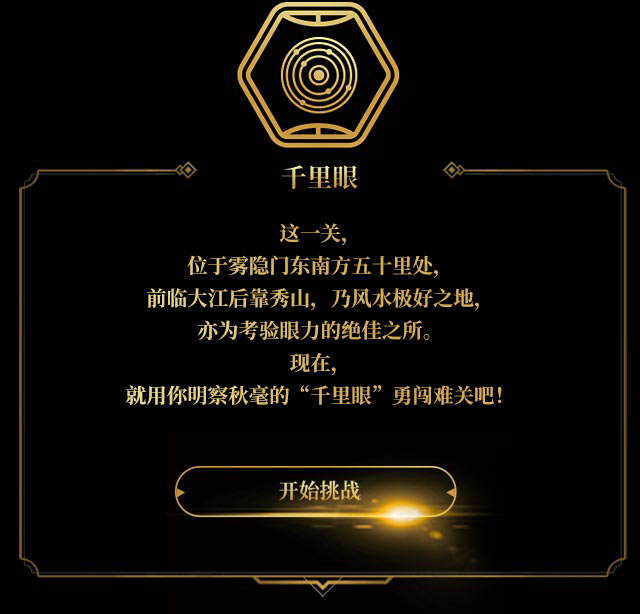 千里眼
这一关，
位于雾隐门东南方五十里处，
前临大江后靠秀山，乃风水极好之地，
亦为考验眼力的绝佳之所。
现在，
就用你明察秋毫的“千里眼”勇闯难关吧！
开始挑战